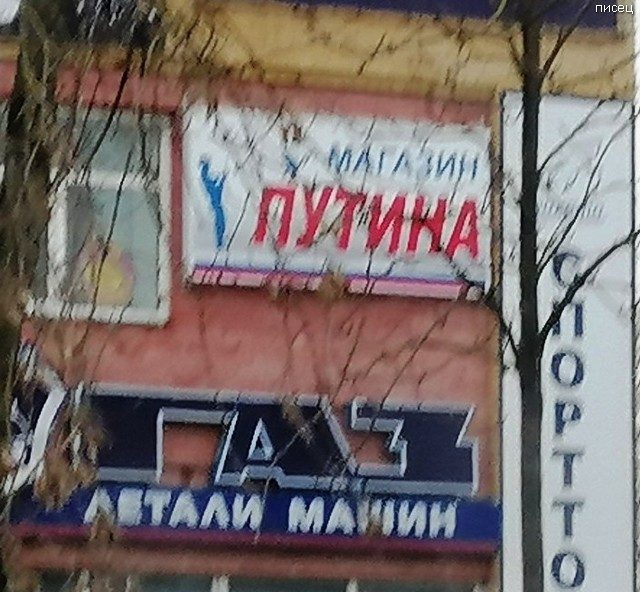 писец
МАГАЗИН
ПУТИНА
ГАЗ
ДЕТАЛИ МАШИН
СПОРТТО